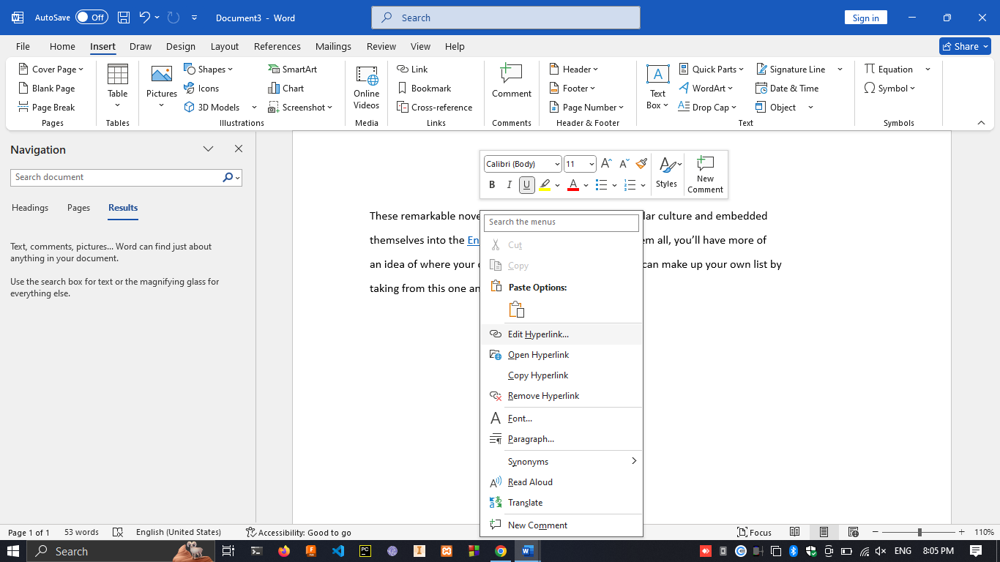 AutoSave Off Document3 - Word Search Sign in
File Home Insert Draw Design Layout References Mailings Review View Help Share
Cover Page
Blank Page
Page Break
Pages
Table
Tables
Pictures
Shapes
Icons
3D Models
SmartArt
Chart
Screenshot
Illustrations
Online
Videos
Media
Link
Bookmark
Cross-reference
Links
Comment
Comments
Header
Footer
Page Number
Header & Footer
Text
Box
Quick Parts
WordArt
Drop Cap
Signature Line
Date & Time
Object
Text
Equation
Symbol
Symbols
Navigation
Search document
Headings Pages Results
Text, comments, pictures... Word can find just about
anything in your document.
Use the search box for text or the magnifying glass for
everything else.
Calibri (Body) 11
B I U
Styles
New
Comment
These remarkable nove
lar culture and embedded
themselves into the En
em all, you'll have more of
an idea of where your
can make up your own list by
taking from this one an
Search the menus
Cut
Copy
Paste Options:
Edit Hyperlink...
Open Hyperlink
Copy Hyperlink
Remove Hyperlink
Font...
Paragraph...
Synonyms
Read Aloud
Translate
New Comment
Page 1 of 1 53 words English (United States) Accessibility: Good to go Focus 110%
Search ENG 8:05 PM